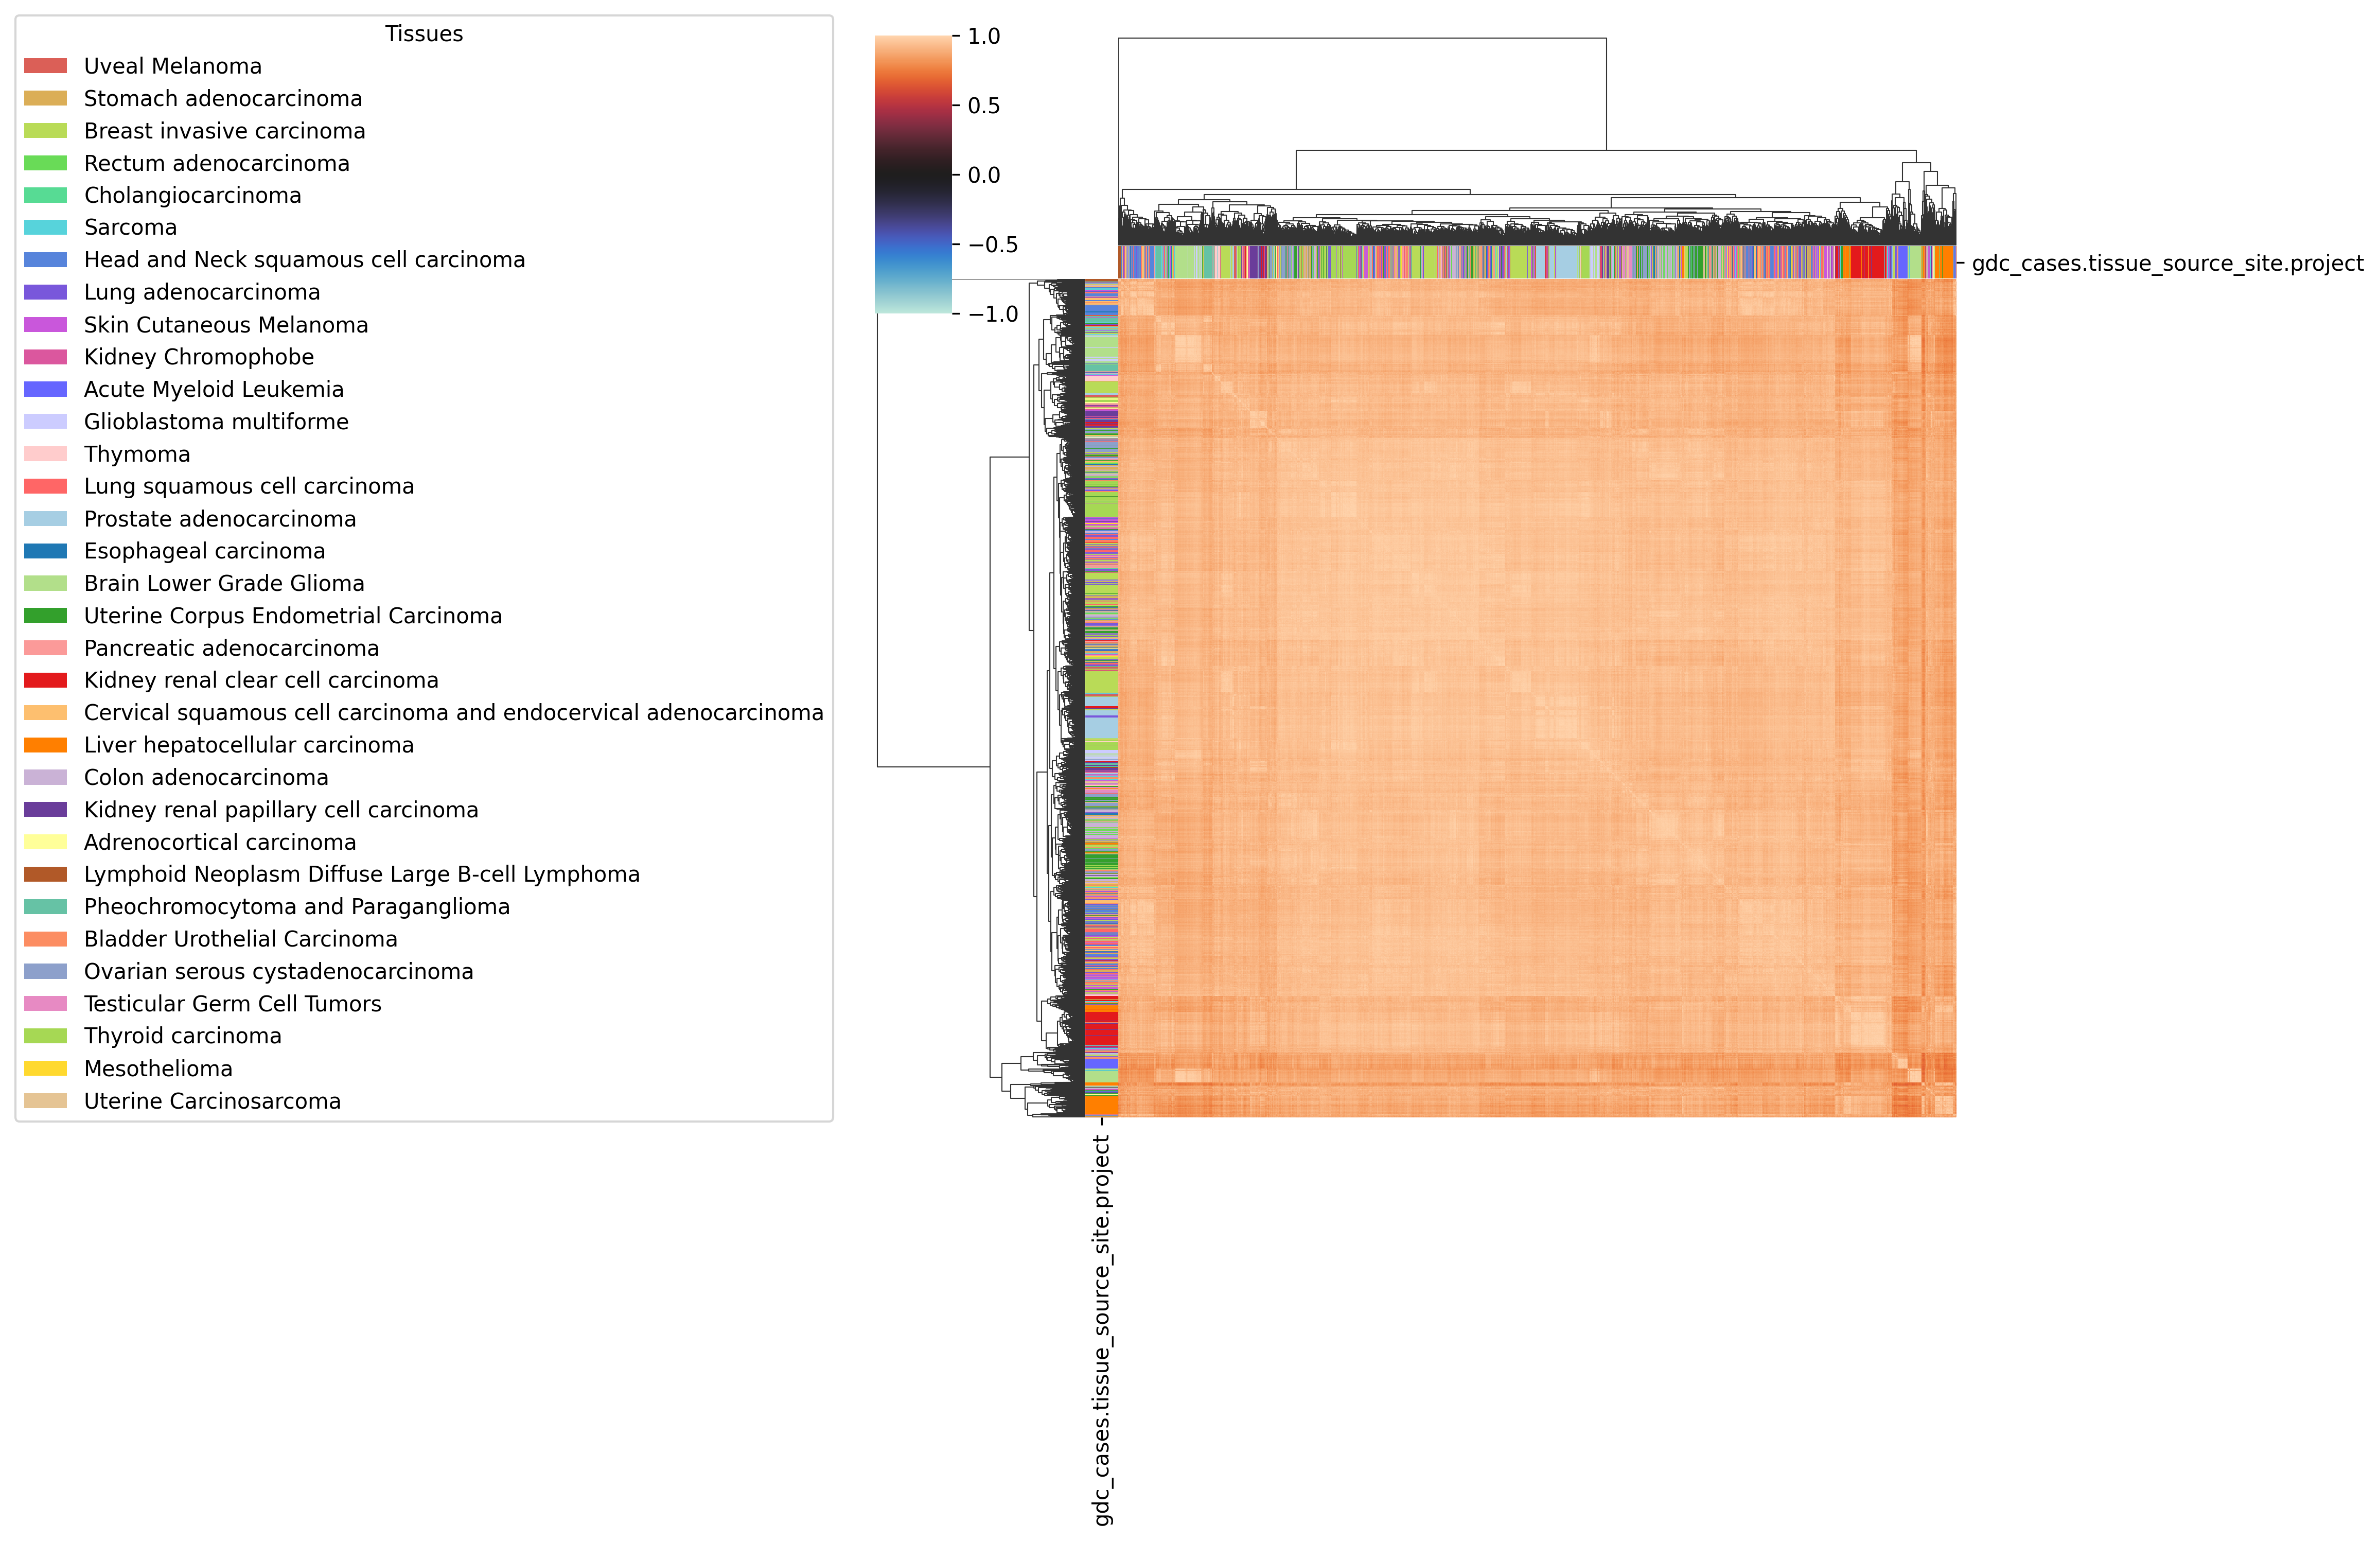 Tissues
Uveal Melanoma
Stomach adenocarcinoma
Breast invasive carcinoma
Rectum adenocarcinoma
Cholangiocarcinoma
Sarcoma
Head and Neck squamous cell carcinoma
Lung adenocarcinoma
Skin Cutaneous Melanoma
Kidney Chromophobe
Acute Myeloid Leukemia
Glioblastoma multiforme
Thymoma
Lung squamous cell carcinoma
Prostate adenocarcinoma
Esophageal carcinoma
Brain Lower Grade Glioma
Uterine Corpus Endometrial Carcinoma
Pancreatic adenocarcinoma
Kidney renal clear cell carcinoma
Cervical squamous cell carcinoma and endocervical adenocarcinoma
Liver hepatocellular carcinoma
Colon adenocarcinoma
Kidney renal papillary cell carcinoma
Adrenocortical carcinoma
Lymphoid Neoplasm Diffuse Large B-cell Lymphoma
Pheochromocytoma and Paraganglioma
Bladder Urothelial Carcinoma
Ovarian serous cystadenocarcinoma
Testicular Germ Cell Tumors
Thyroid carcinoma
Mesothelioma
Uterine Carcinosarcoma
1.0
0.5
0.0
−0.5
−1.0
gdc_cases.tissue_source_site.project
gdc_cases.tissue_source_site.project